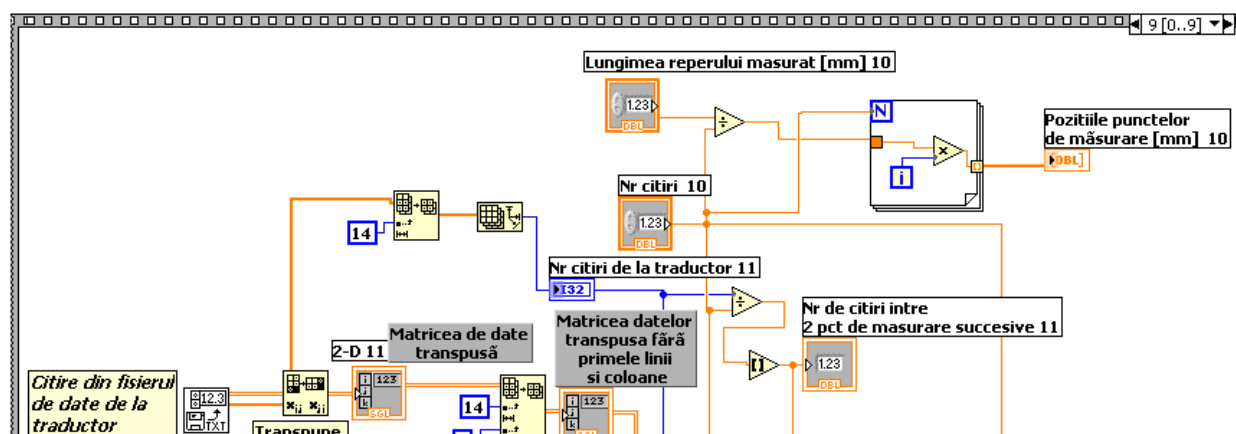 9 [0..9]
Lungimea reperului masurat [mm] 10
1.23
DBL
÷
N
×
i
Pozitiile punctelor
de măsurare [mm] 10
DBL]
Nr citiri 10
1.23
DBL
14
Nr citiri de la traductor 11
I32
÷
Nr de citiri intre
2 pct de masurare succesive 11
1.23
DBL
Matricea de date
transpusă
2-D 11
Matricea datelor
transpusa fără
primele linii
si coloane
Citire din fisierul
de date de la
traductor
12.3
TXT
Xij Xij
i
j
k
123
SGL
14
i
j
k
123
SGL
Transpune